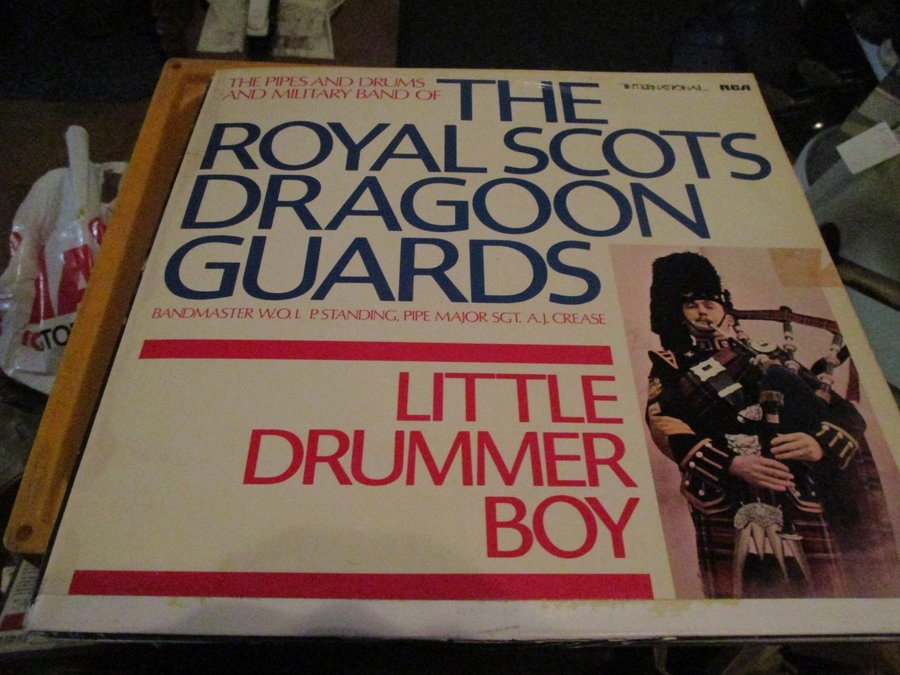 THE PIPES AND DRUMS
AND MILITARY BAND OF
THE
INTERNATIONAL
RCA
ROYAL SCOTS
DRAGOON
GUARDS
BANDMASTER W.O.I. P STANDING, PIPE MAJOR SGT. A.J. CREASE
LITTLE
DRUMMER
BOY